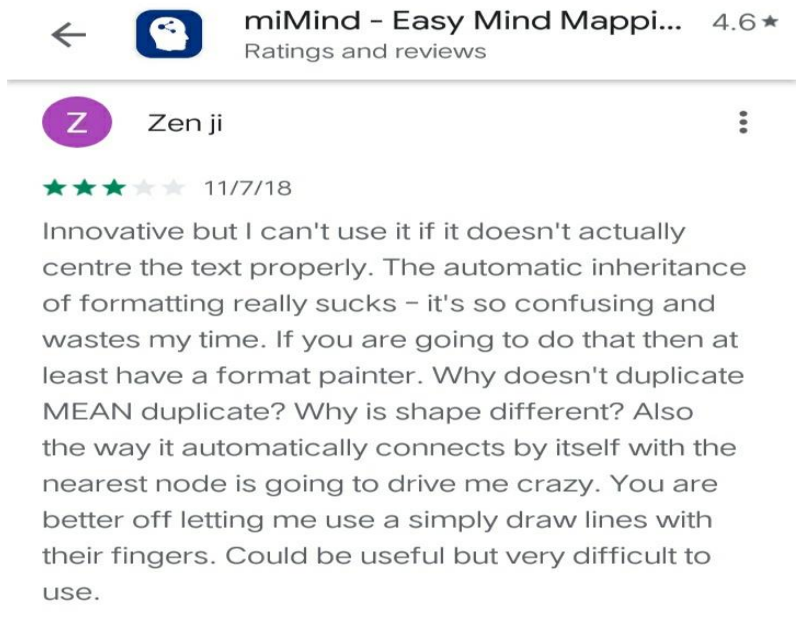 miMind - Easy Mind Mappi... 4.6★
Ratings and reviews
Z Zen ji
11/7/18
Innovative but I can't use it if it doesn't actually
centre the text properly. The automatic inheritance
of formatting really sucks – it's so confusing and
wastes my time. If you are going to do that then at
least have a format painter. Why doesn't duplicate
MEAN duplicate? Why is shape different? Also
the way it automatically connects by itself with the
nearest node is going to drive me crazy. You are
better off letting me use a simply draw lines with
their fingers. Could be useful but very difficult to
use.